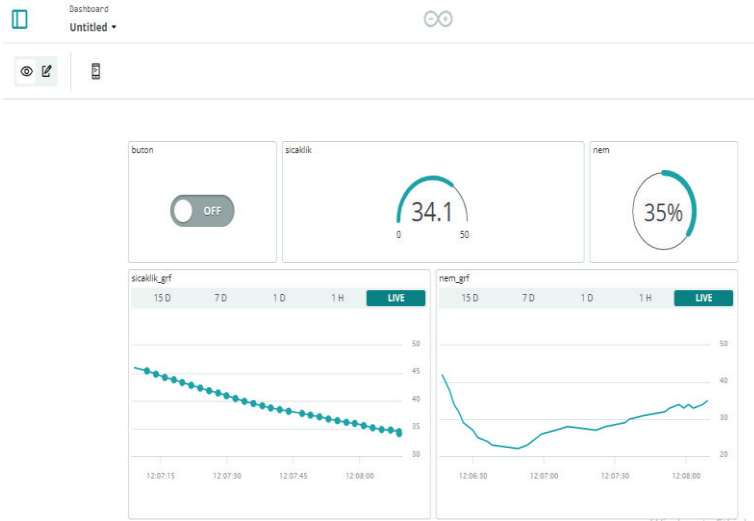 Dashboard
Untitled
buton
OFF
sicaklik
34.1
0
50
nem
35%
sicaklik_grf
15 D
7 D
1 D
1 H
LIVE
50
45
40
35
30
12:07:15
12:07:30
12:07:45
12:08:00
nem_grf
15 D
7 D
1 D
1 H
LIVE
50
40
30
20
12:06:30
12:07:00
12:07:30
12:08:00